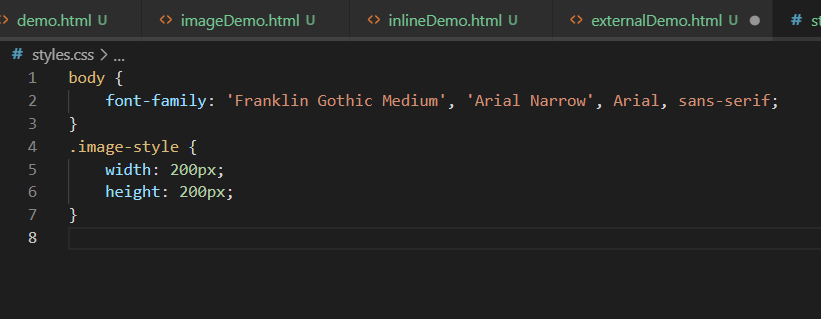 demo.html U imageDemo.html U inlineDemo.html U externalDemo.html U # st
# styles.css > ...
1 body {
2 font-family: 'Franklin Gothic Medium', 'Arial Narrow', Arial, sans-serif;
3 }
4 .image-style {
5 width: 200px;
6 height: 200px;
7 }
8